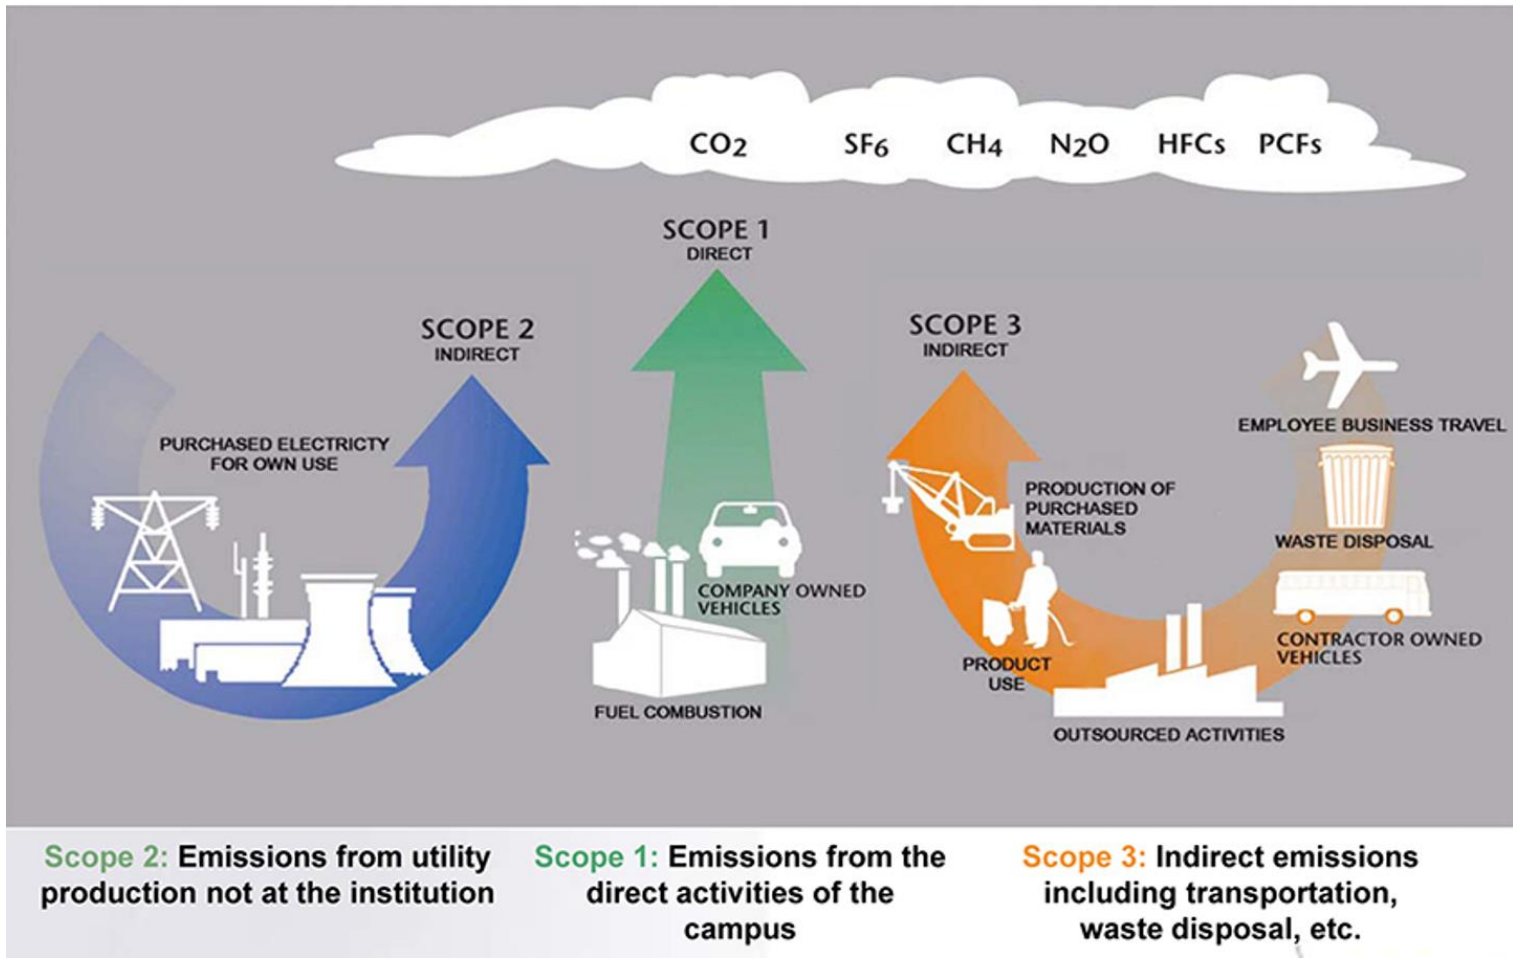 CO2 SF6 CH4 N2O HFCs PCFs
SCOPE 1
DIRECT
SCOPE 2
INDIRECT
SCOPE 3
INDIRECT
PURCHASED ELECTRICTY
FOR OWN USE
COMPANY OWNED
VEHICLES
FUEL COMBUSTION
EMPLOYEE BUSINESS TRAVEL
PRODUCTION OF
PURCHASED
MATERIALS
WASTE DISPOSAL
CONTRACTOR OWNED
VEHICLES
PRODUCT
USE
OUTSOURCED ACTIVITIES
Scope 2: Emissions from utility
production not at the institution
Scope 1: Emissions from the
direct activities of the
campus
Scope 3: Indirect emissions
including transportation,
waste disposal, etc.